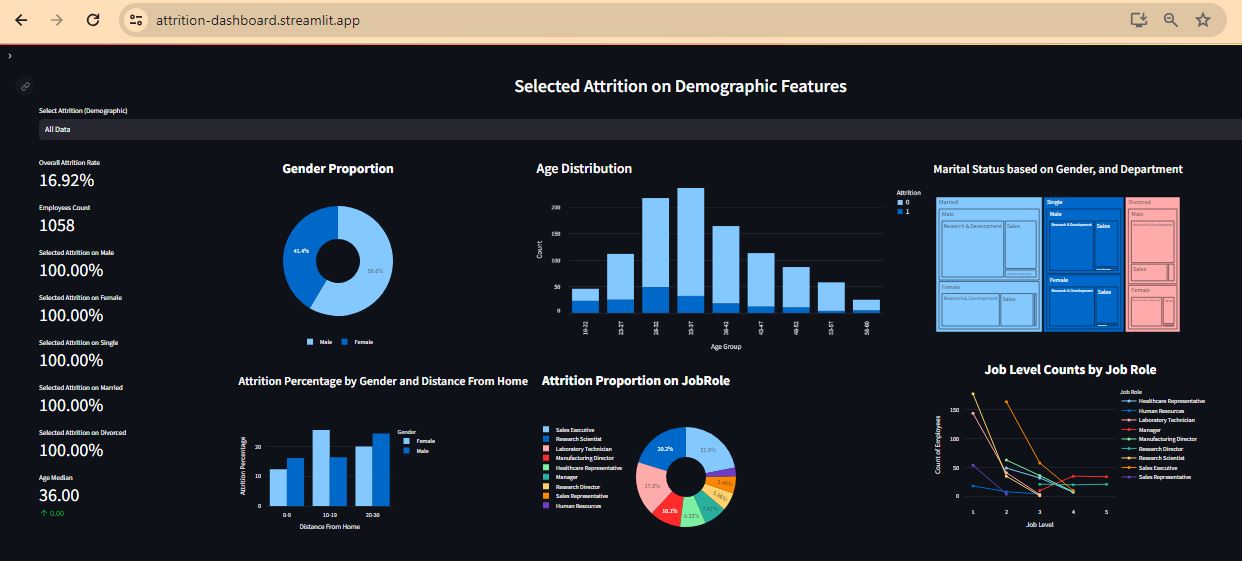 attrition-dashboard.streamlit.app
Selected Attrition on Demographic Features
Select Attrition (Demographic)
All Data
Overall Attrition Rate
16.92%
Employees Count
1058
Selected Attrition on Male
100.00%
Selected Attrition on Female
100.00%
Selected Attrition on Single
100.00%
Selected Attrition on Married
100.00%
Selected Attrition on Divorced
100.00%
Age Median
36.00
↑ 0.00
Gender Proportion
41.4%
58.6%
Male
Female
Age Distribution
Attrition
0
1
Count
200
150
100
50
0
18-22
23-27
28-32
33-37
38-42
43-47
48-52
53-57
58-60
Age Group
Marital Status based on Gender, and Department
Married
Male
Research & Development
Sales
Female
Research & Development
Sales
Single
Male
Research & Development
Sales
Female
Research & Development
Sales
Divorced
Male
Research & Development
Sales
Female
Research & Development
Attrition Percentage by Gender and Distance From Home
Gender
Female
Male
Attrition Percentage
20
10
0
0-9
10-19
20-30
Distance From Home
Attrition Proportion on JobRole
Sales Executive
Research Scientist
Laboratory Technician
Manufacturing Director
Healthcare Representative
Manager
Research Director
Sales Representative
Human Resources
20.2%
21.9%
17.8%
10.1%
8.32%
7.47%
5.86%
5.48%
Job Level Counts by Job Role
Job Role
Healthcare Representative
Human Resources
Laboratory Technician
Manager
Manufacturing Director
Research Director
Research Scientist
Sales Executive
Sales Representative
Count of Employees
150
100
50
0
1
2
3
4
5
Job Level